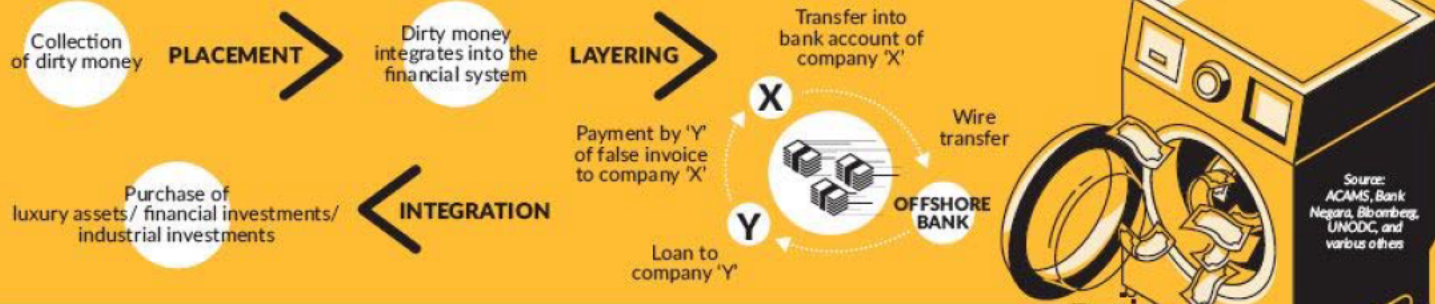 Collection
of dirty money
PLACEMENT
Dirty money
integrates into the
financial system
LAYERING
Transfer into
bank account of
company ‘X’
X
Wire
transfer
OFFSHORE
BANK
Loan to
company ‘Y’
Y
Payment by ‘Y’
of false invoice
to company ‘X’
INTEGRATION
Purchase of
luxury assets/ financial investments/
industrial investments
Source:
ACAMS, Bank
Negara, Bloomberg,
UNODC, and
various others